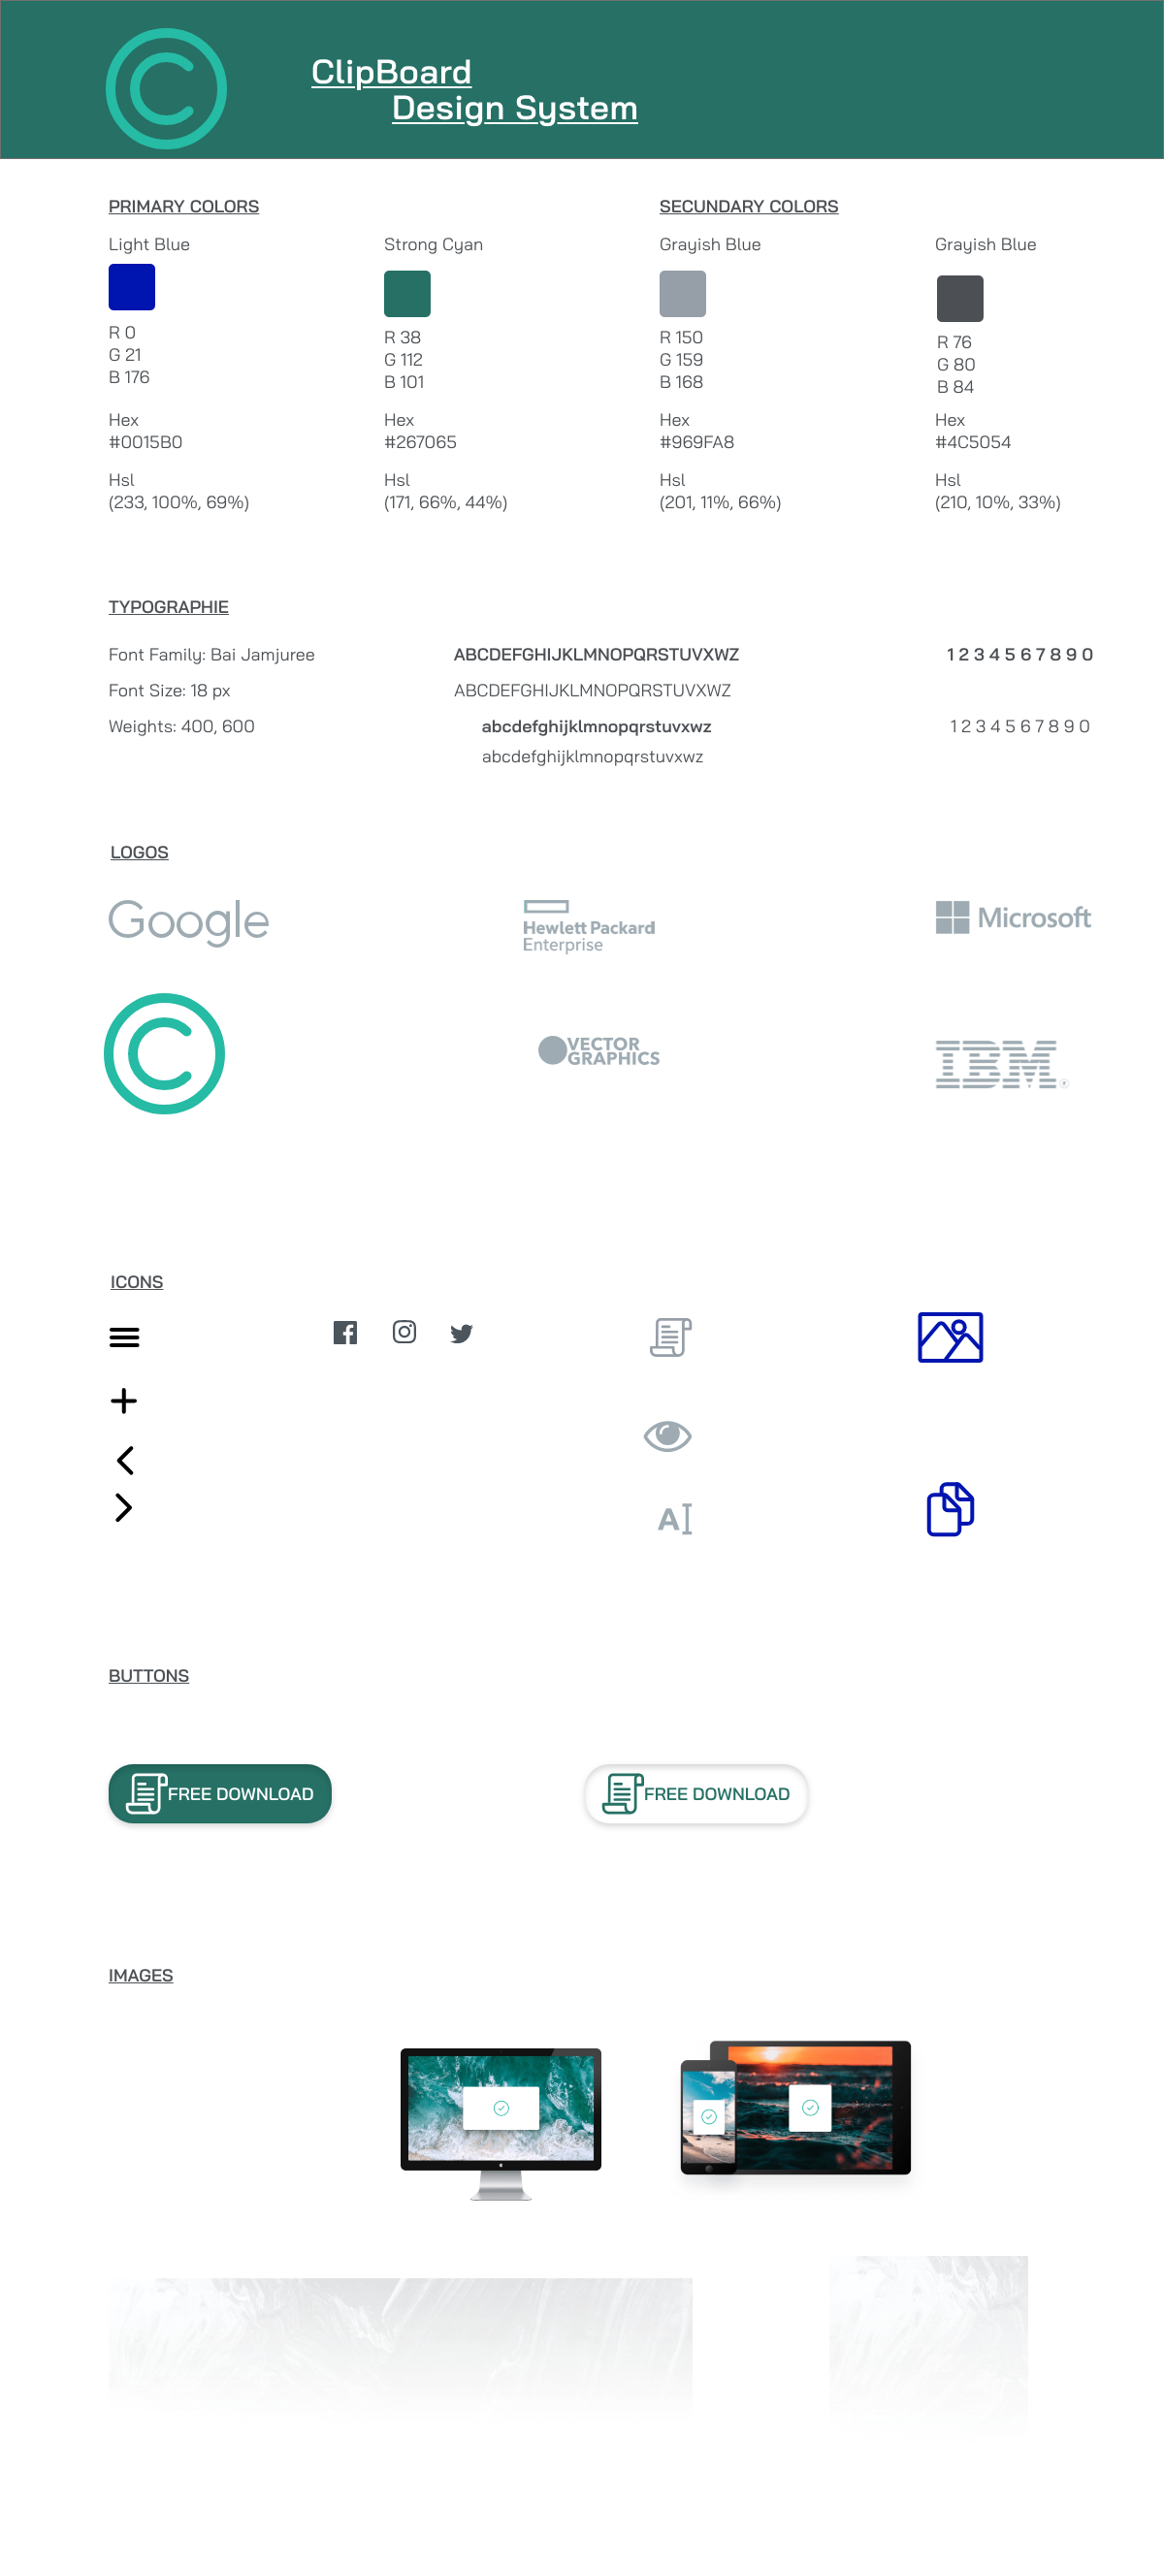 ClipBoard
Design System
PRIMARY COLORS
SECUNDARY COLORS
Light Blue
Strong Cyan
Grayish Blue
Grayish Blue
R 0
G 21
B 176
R 38
G 112
B 101
R 150
G 159
B 168
R 76
G 80
B 84
Hex
#0015B0
Hex
#267065
Hex
#969FA8
Hex
#4C5054
Hsl
(233, 100%, 69%)
Hsl
(171, 66%, 44%)
Hsl
(201, 11%, 66%)
Hsl
(210, 10%, 33%)
TYPOGRAPHIE
Font Family: Bai Jamjuree
ABCDEFGHIJKLMNOPQRSTUVXWZ
1 2 3 4 5 6 7 8 9 0
Font Size: 18 px
ABCDEFGHIJKLMNOPQRSTUVXWZ
Weights: 400, 600
abcdefghijklmnopqrstuvxwz
1 2 3 4 5 6 7 8 9 0
abcdefghijklmnopqrstuvxwz
LOGOS
Google
Hewlett Packard
Enterprise
Microsoft
C
VECTOR
GRAPHICS
IBM
ICONS
A
BUTTONS
FREE DOWNLOAD
FREE DOWNLOAD
IMAGES